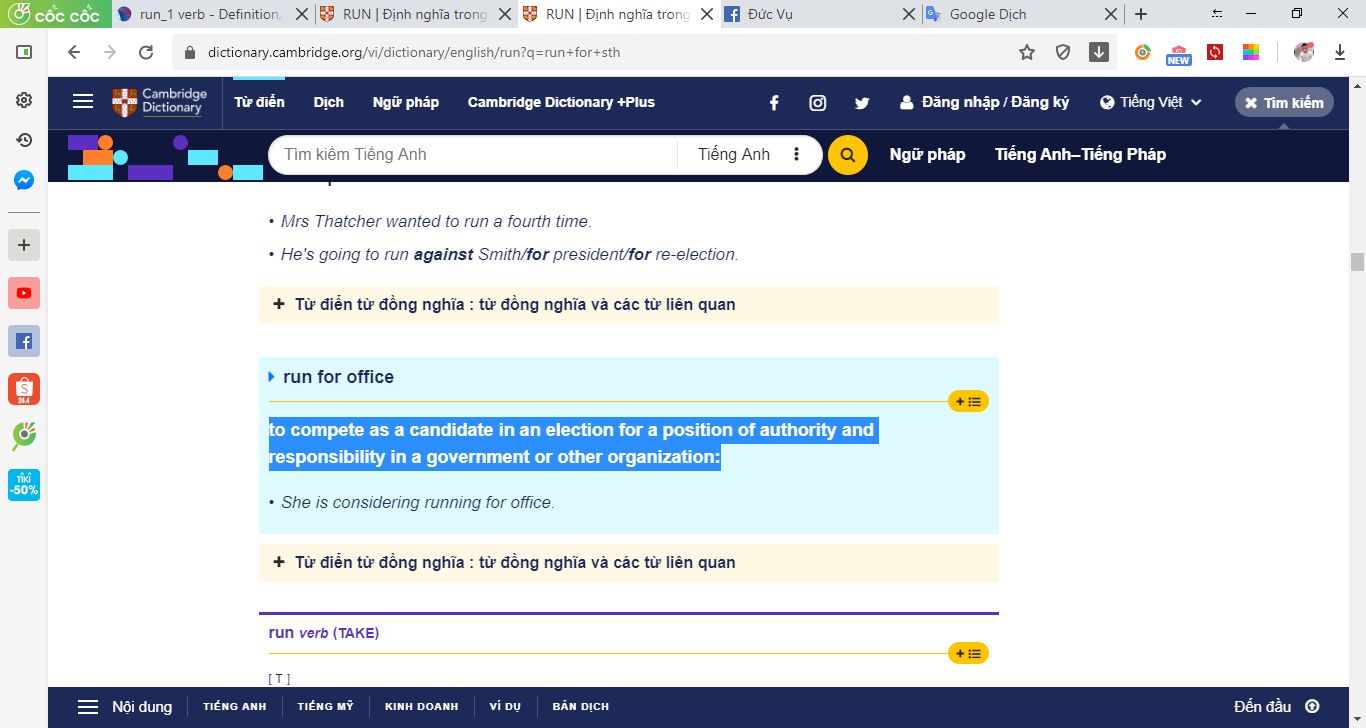 cốc cốc
run_1 verb - Definition,
RUN | Định nghĩa trong
RUN | Định nghĩa trong
Đức Vụ
Google Dịch
dictionary.cambridge.org/vi/dictionary/english/run?q=run+for+sth
NEW
Cambridge
Dictionary
Từ điển
Dịch
Ngữ pháp
Cambridge Dictionary +Plus
Đăng nhập / Đăng ký
Tiếng Việt
Tìm kiếm
Tìm kiếm Tiếng Anh
Tiếng Anh
Ngữ pháp
Tiếng Anh–Tiếng Pháp
• Mrs Thatcher wanted to run a fourth time.
• He's going to run against Smith/for president/for re-election.
+ Từ điển từ đồng nghĩa : từ đồng nghĩa và các từ liên quan
run for office
to compete as a candidate in an election for a position of authority and
responsibility in a government or other organization:
• She is considering running for office.
+ Từ điển từ đồng nghĩa : từ đồng nghĩa và các từ liên quan
run verb (TAKE)
[ T ]
24.4
TIKI
-50%
Nội dung
TIẾNG ANH
TIẾNG MỸ
KINH DOANH
VÍ DỤ
BẢN DỊCH
Đến đầu